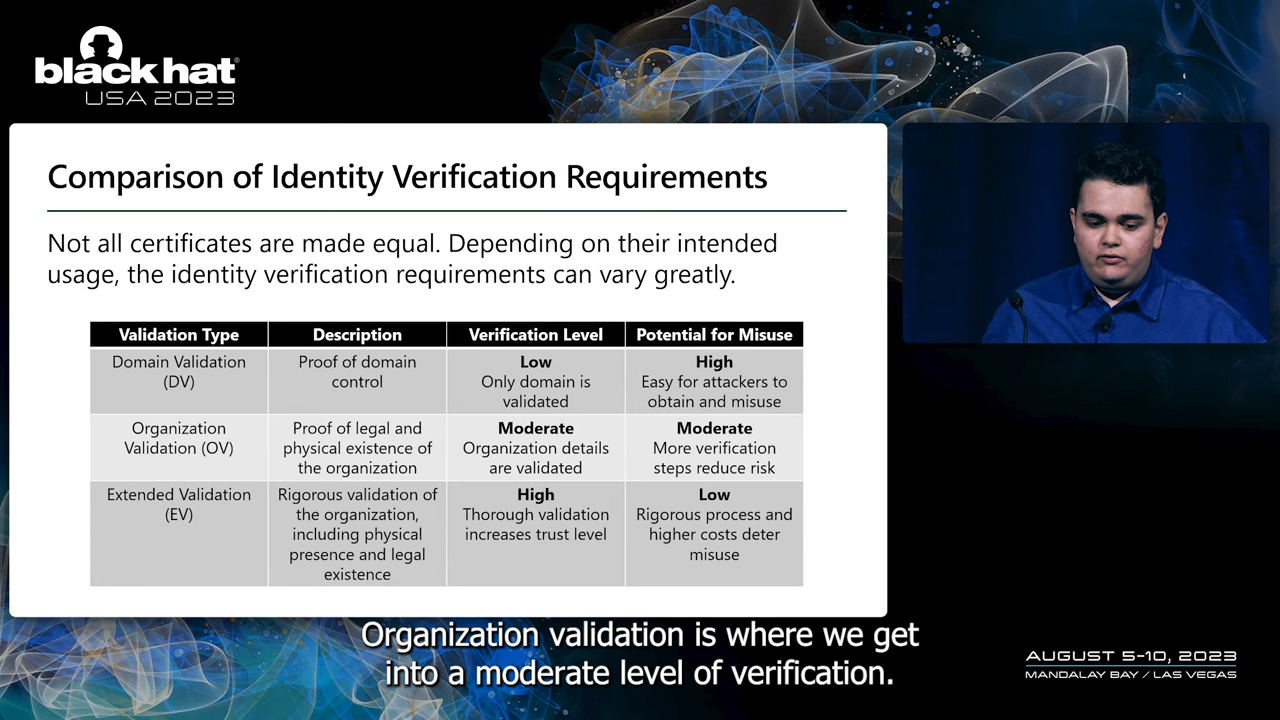 black hat®
USA 2023
Comparison of Identity Verification Requirements
Not all certificates are made equal. Depending on their intended
usage, the identity verification requirements can vary greatly.
Validation Type Description Verification Level Potential for Misuse
Domain Validation
(DV)
Proof of domain
control
Low
Only domain is
validated
High
Easy for attackers to
obtain and misuse
Organization
Validation (OV)
Proof of legal and
physical existence of
the organization
Moderate
Organization details
are validated
Moderate
More verification
steps reduce risk
Extended Validation
(EV)
Rigorous validation of
the organization,
including physical
presence and legal
existence
High
Thorough validation
increases trust level
Low
Rigorous process and
higher costs deter
misuse
Organization validation is where we get
into a moderate level of verification.
AUGUST 5-10, 2023
MANDALAY BAY / LAS VEGAS